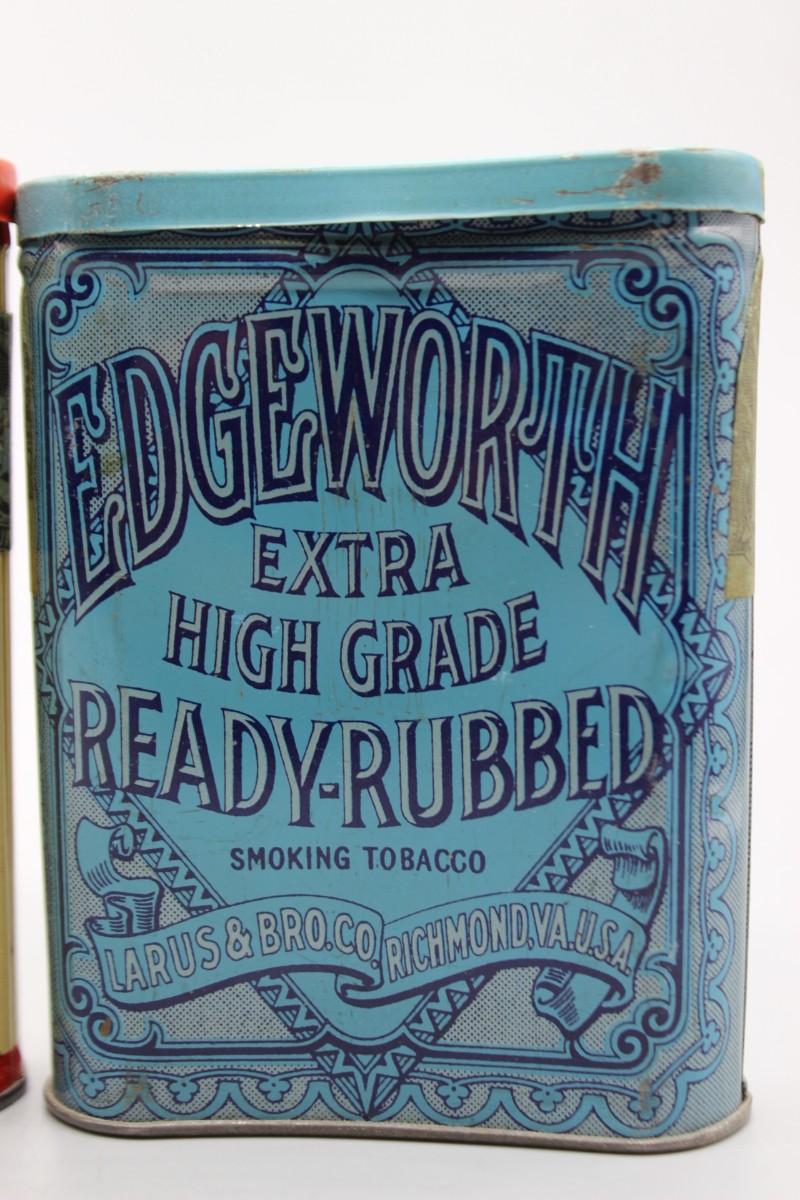 EDGEWORTH
EXTRA
HIGH GRADE
READY-RUBBED
SMOKING TOBACCO
LARUS & BRO. CO. RICHMOND, VA. U.S.A.